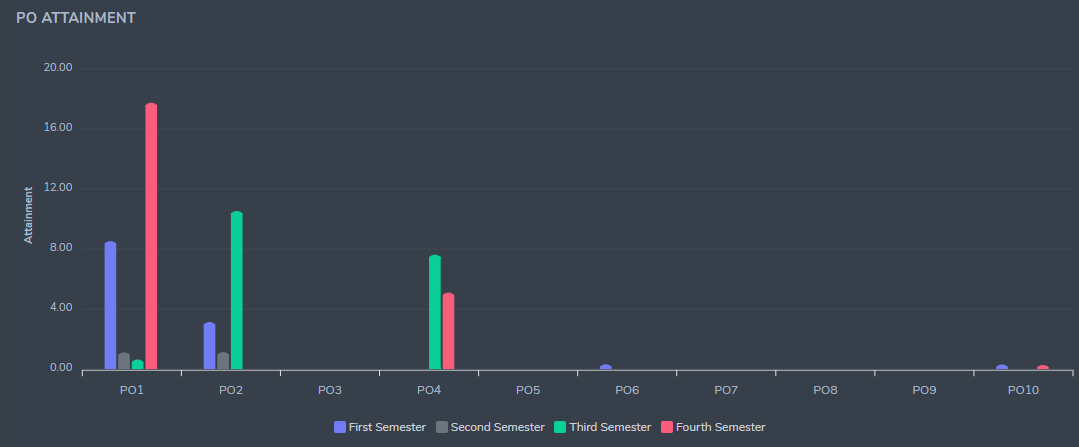 PO ATTAINMENT
20.00
16.00
12.00
8.00
4.00
0.00
Attainment
PO1 PO2 PO3 PO4 PO5 PO6 PO7 PO8 PO9 PO10
First Semester Second Semester Third Semester Fourth Semester